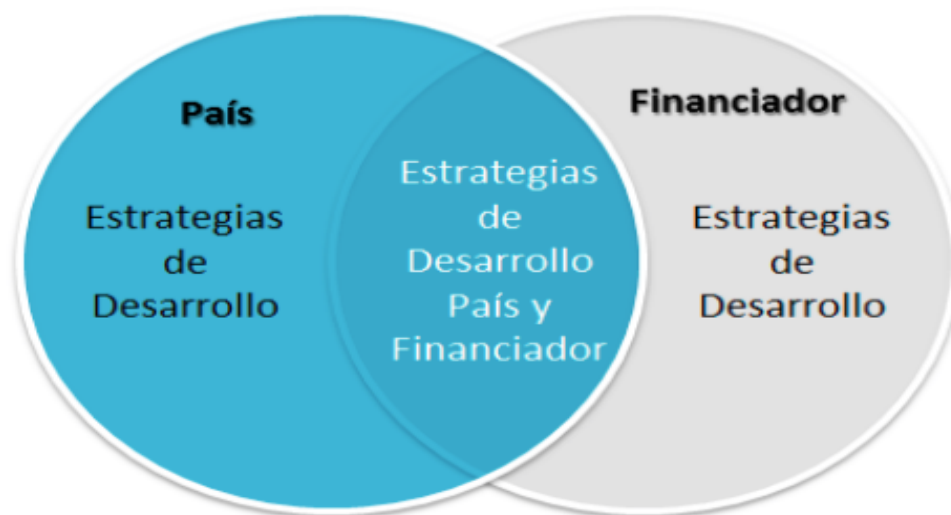 País
Estrategias
de
Desarrollo
Estrategias
de
Desarrollo
País y
Financiador
Financiador
Estrategias
de
Desarrollo